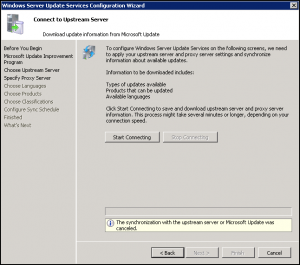 Windows Server Update Services Configuration Wizard
Connect to Upstream Server
Download update information from Microsoft Update
Before You Begin
Microsoft Update Improvement
Program
Choose Upstream Server
Specify Proxy Server
Choose Languages
Choose Products
Choose Classifications
Configure Sync Schedule
Finished
What's Next
To configure Windows Server Update Services on the following screens, we need
to apply your upstream server and proxy server settings and synchronize
information about available updates.
Information to be downloaded includes:
Types of updates available
Products that can be updated
Available languages
Click Start Connecting to save and download upstream server and proxy server
information. This process might take several minutes or longer, depending on your
connection speed.
Start Connecting
Stop Connecting
The synchronization with the upstream server or Microsoft Update was
canceled.
< Back
Next >
Finish
Cancel